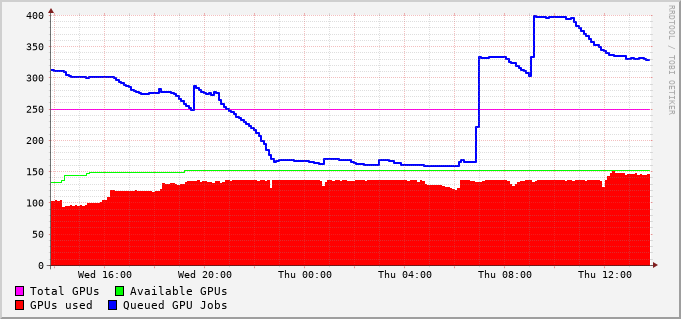 RRDTOOL / TOBI OETIKER
400
350
300
250
200
150
100
50
0
Wed 16:00 Wed 20:00 Thu 00:00 Thu 04:00 Thu 08:00 Thu 12:00
Total GPUs Available GPUs
GPUs used Queued GPU Jobs